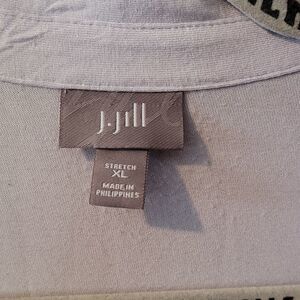 J.Jill
STRETCH
XL
MADE IN
PHILIPPINES